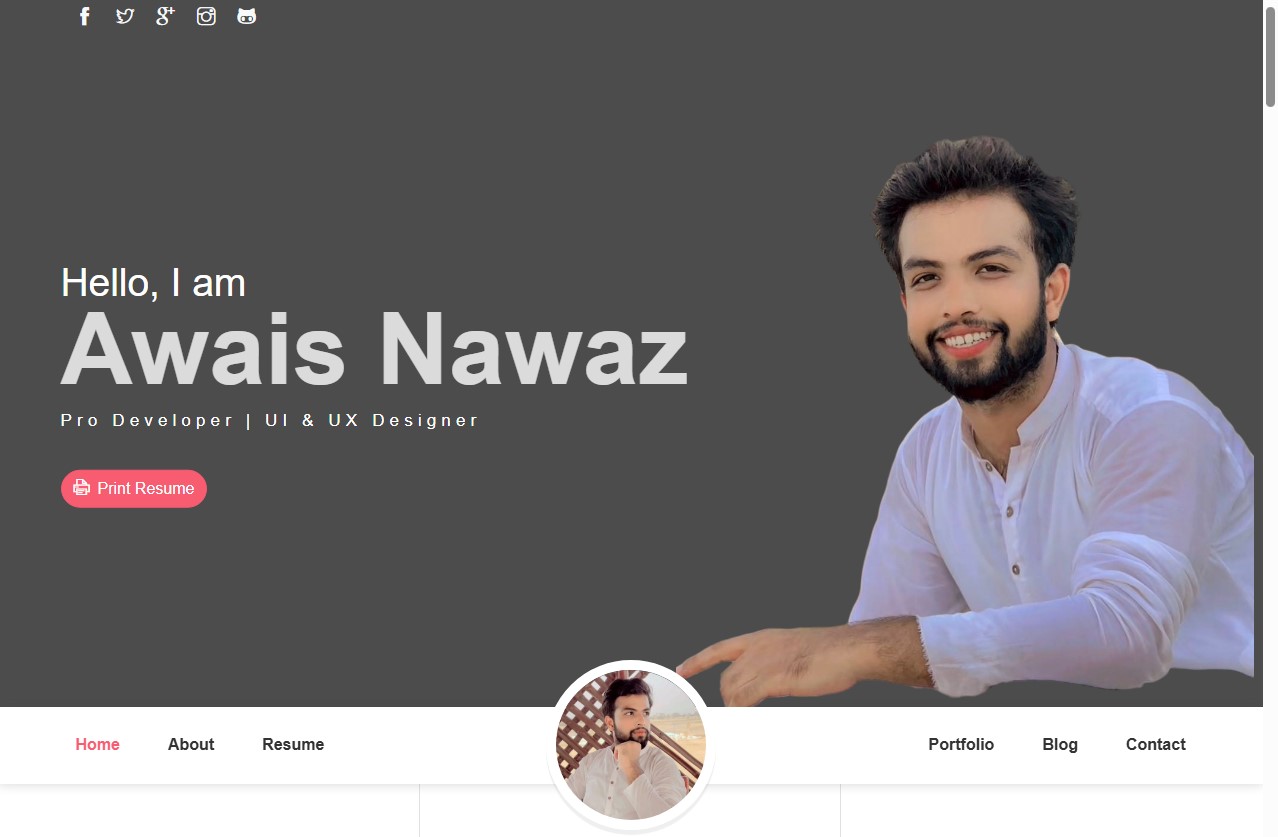 Hello, I am
Awais Nawaz
Pro Developer | UI & UX Designer
Print Resume
Home About Resume Portfolio Blog Contact